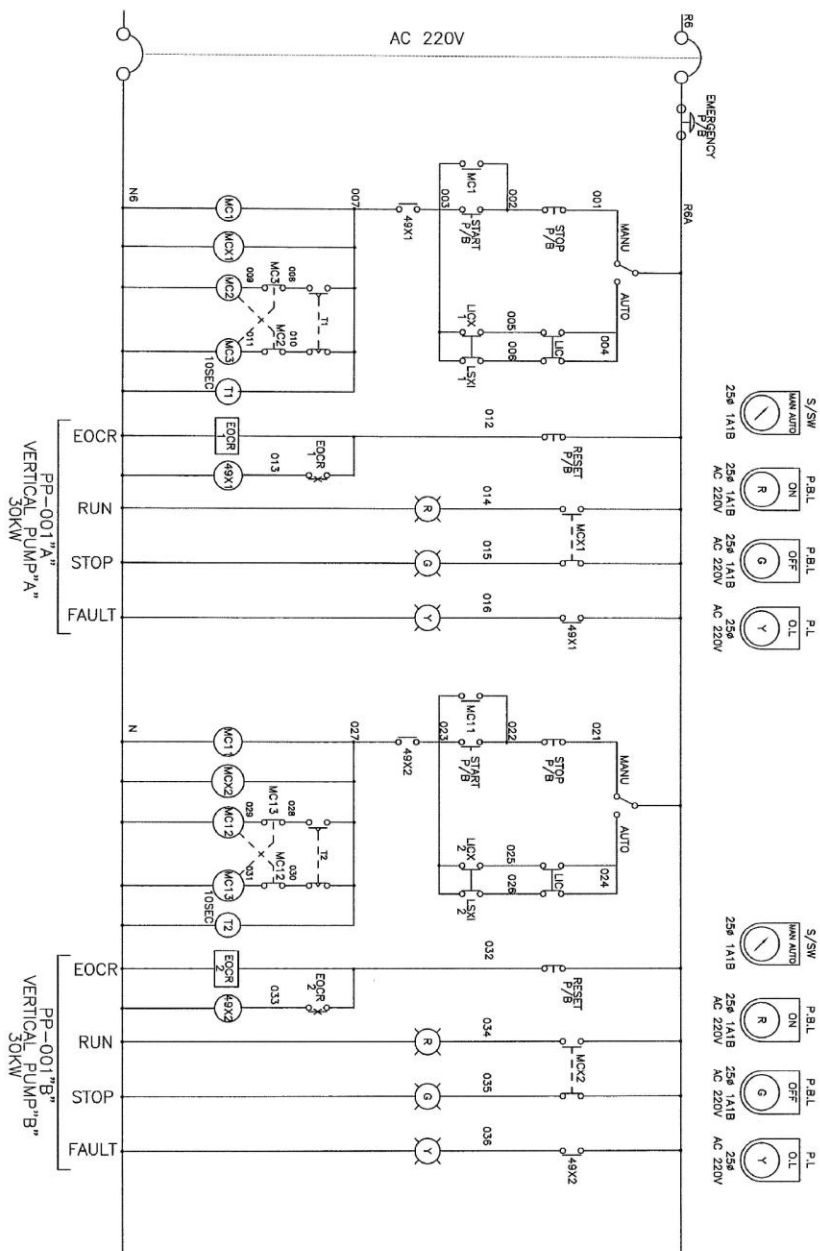 AC 220V
R6
EMERGENCY
P/B
R6A
N6
MANU
AUTO
001
STOP
P/B
002
MC1
START
P/B
003
004
LIC
005
006
LICX
1
LSXI
1
49X1
007
MC1
MCX1
MC2
009
MC3
008
T1
MC3
011
MC2
010
10SEC
T1
EOCR
EOCR
1
49X1
013
EOCR
1
012
RESET
P/B
RUN
R
014
MCX1
STOP
G
015
FAULT
Y
016
49X1
PP-001"A"
VERTICAL PUMP"A"
30KW
S/SW
MAN AUTO
25ø 1A1B
P.B.L
ON
R
25ø 1A1B
AC 220V
P.B.L
OFF
G
25ø 1A1B
AC 220V
P.L
O.L
Y
25ø
AC 220V
N
MANU
AUTO
021
STOP
P/B
022
MC11
START
P/B
023
024
LIC
025
026
LICX
2
LSXI
2
49X2
027
MC11
MCX2
MC12
029
MC13
028
T2
MC13
031
MC12
030
10SEC
T2
EOCR
EOCR
2
49X2
033
EOCR
2
032
RESET
P/B
RUN
R
034
MCX2
STOP
G
035
FAULT
Y
036
49X2
PP-001"B"
VERTICAL PUMP"B"
30KW
S/SW
MAN AUTO
25ø 1A1B
P.B.L
ON
R
25ø 1A1B
AC 220V
P.B.L
OFF
G
25ø 1A1B
AC 220V
P.L
O.L
Y
25ø
AC 220V